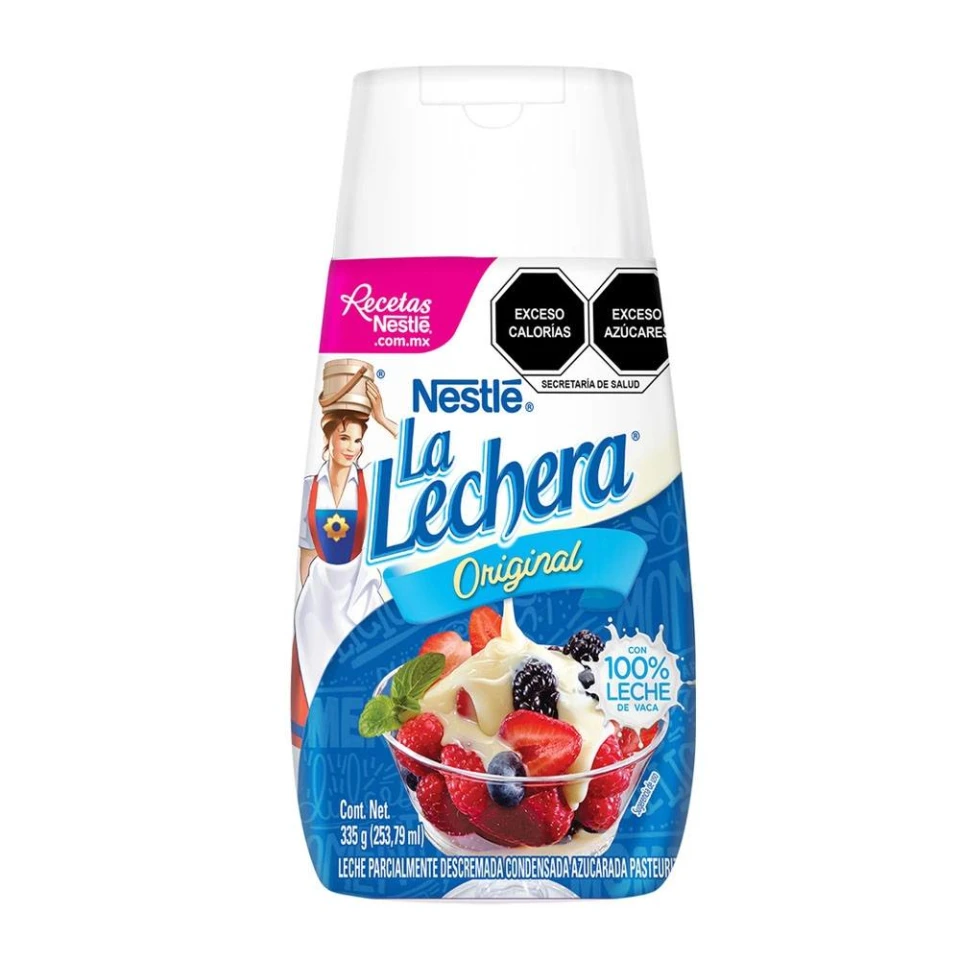 Recetas
Nestlé®
.com.mx
EXCESO
CALORÍAS
EXCESO
AZÚCARES
SECRETARÍA DE SALUD
Nestlé®
La
Lechera®
Original
CON
100%
LECHE
DE VACA
Cont. Net.
335 g (253,79 ml)
LECHE PARCIALMENTE DESCREMADA CONDENSADA AZUCARADA